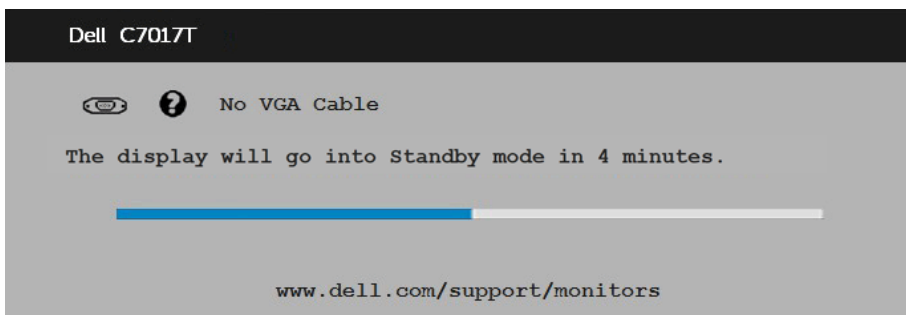 Dell C7017T
No VGA Cable
The display will go into Standby mode in 4 minutes.
www.dell.com/support/monitors